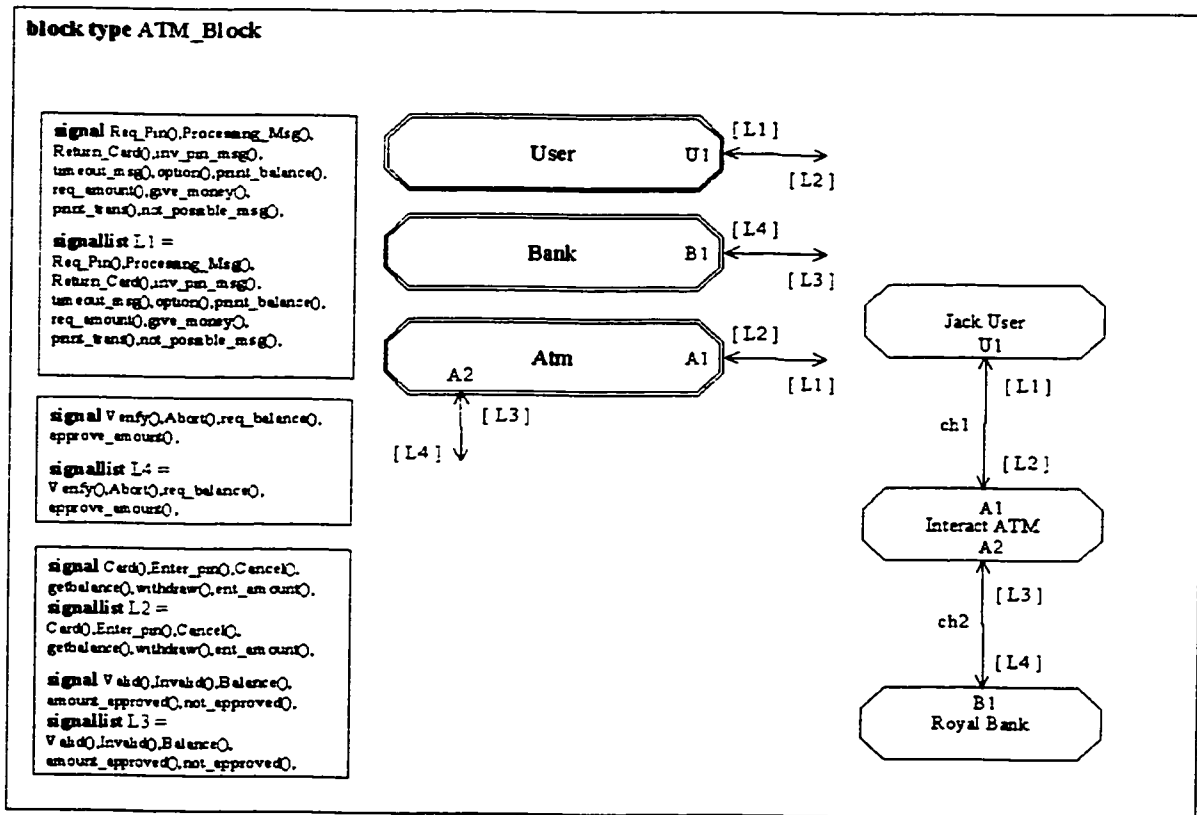 block type ATM_Block
signal Req_Pin(),Processing_Msg(),
Return_Card(),inv_pin_msg(),
timeout_msg(),option(),print_balance(),
req_amount(),give_money(),
print_trans(),not_possible_msg(),
signallist L1 =
Req_Pin(),Processing_Msg(),
Return_Card(),inv_pin_msg(),
timeout_msg(),option(),print_balance(),
req_amount(),give_money(),
print_trans(),not_possible_msg(),
signal Verify(),Abort(),req_balance(),
approve_amount(),
signallist L4 =
Verify(),Abort(),req_balance(),
approve_amount(),
signal Card(),Enter_pin(),Cancel(),
getbalance(),withdraw(),ent_amount(),
signallist L2 =
Card(),Enter_pin(),Cancel(),
getbalance(),withdraw(),ent_amount(),
signal Valid(),Invalid(),Balance(),
amount_approved(),not_approved(),
signallist L3 =
Valid(),Invalid(),Balance(),
amount_approved(),not_approved(),
User U1
[L1]
[L2]
Bank B1
[L4]
[L3]
Atm A1
A2
[L2]
[L1]
[L3]
[L4]
Jack User
U1
[L1]
ch1
[L2]
A1
Interact ATM
A2
[L3]
ch2
[L4]
B1
Royal Bank